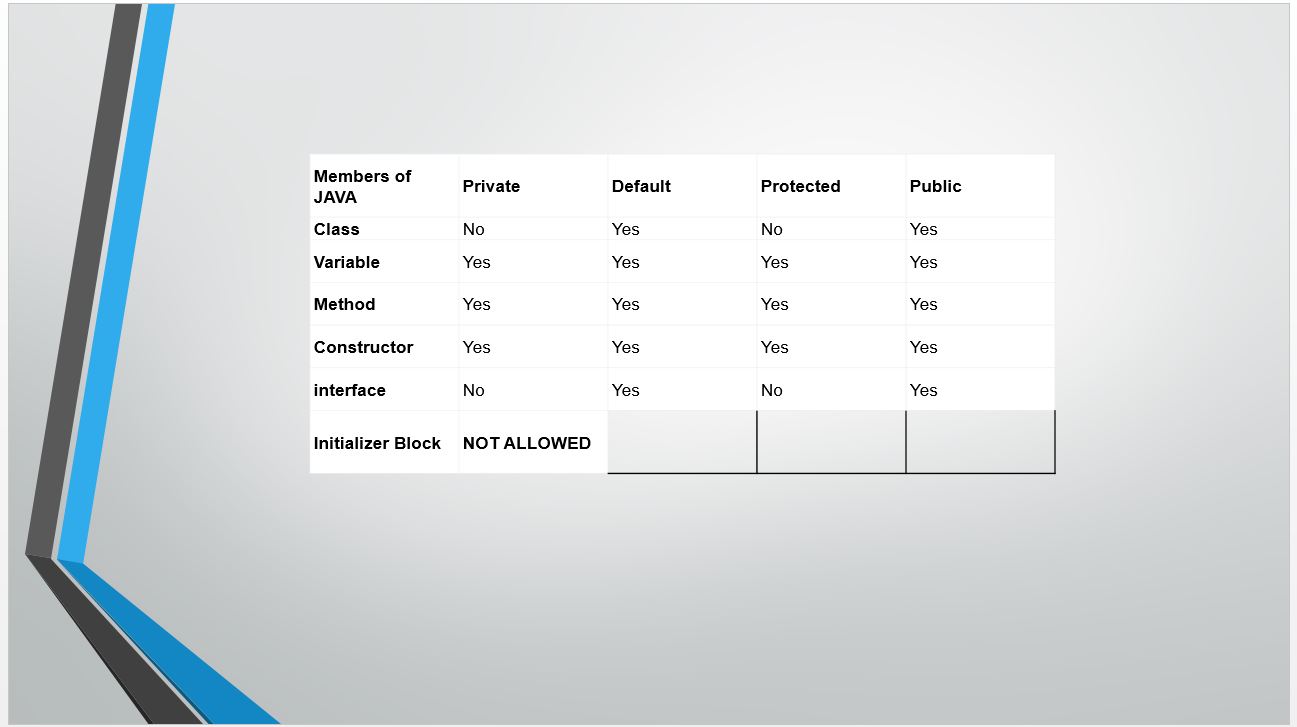 Members of
JAVA
Private
Default
Protected
Public
Class
No
Yes
No
Yes
Variable
Yes
Yes
Yes
Yes
Method
Yes
Yes
Yes
Yes
Constructor
Yes
Yes
Yes
Yes
interface
No
Yes
No
Yes
Initializer Block
NOT ALLOWED